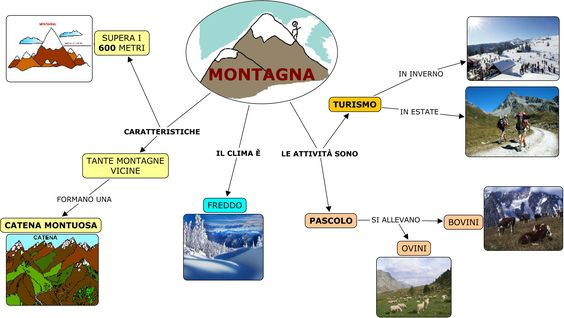 MONTAGNA
SUPERA I
600 METRI
MONTAGNA
CARATTERISTICHE
TANTE MONTAGNE
VICINE
FORMANO UNA
CATENA MONTUOSA
CATENA
IL CLIMA È
FREDDO
LE ATTIVITÀ SONO
TURISMO
IN INVERNO
IN ESTATE
PASCOLO
SI ALLEVANO
BOVINI
OVINI